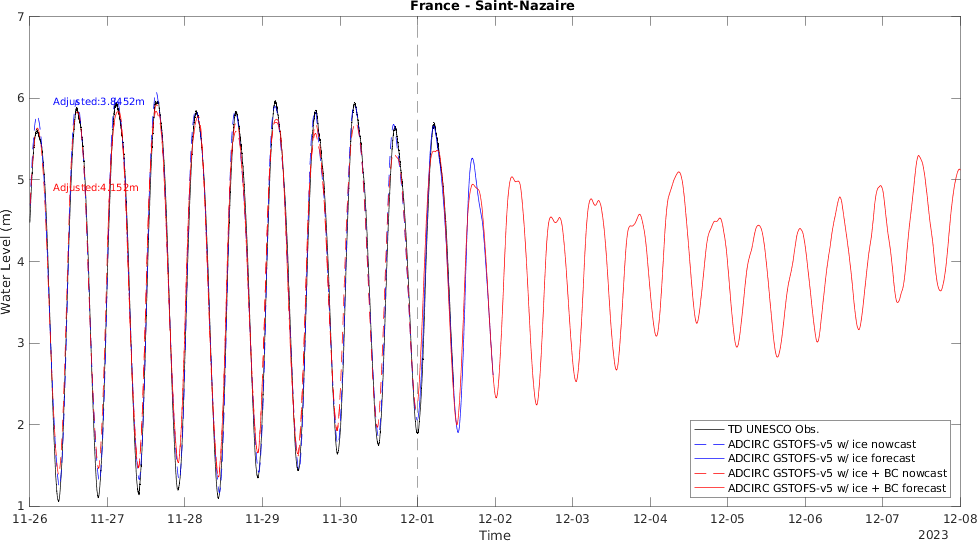 France - Saint-Nazaire
7
6
5
4
3
2
1
Water Level (m)
Adjusted:3.8452m
Adjusted:4.152m
TD UNESCO Obs.
ADCIRC GSTOFS-v5 w/ ice nowcast
ADCIRC GSTOFS-v5 w/ ice forecast
ADCIRC GSTOFS-v5 w/ ice + BC nowcast
ADCIRC GSTOFS-v5 w/ ice + BC forecast
11-26 11-27 11-28 11-29 11-30 12-01 12-02 12-03 12-04 12-05 12-06 12-07 12-08
Time
2023